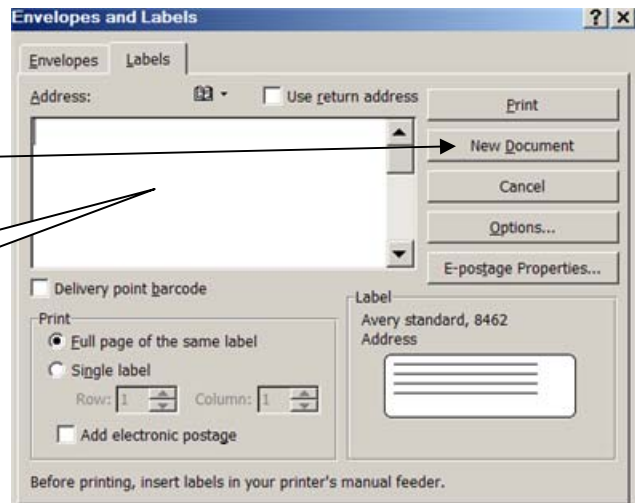 Envelopes and Labels
Envelopes Labels
Address: Use return address
Print
New Document
Cancel
Options...
E-postage Properties...
Delivery point barcode
Print
Full page of the same label
Single label
Row: 1 Column: 1
Add electronic postage
Label
Avery standard, 8462
Address
Before printing, insert labels in your printer's manual feeder.